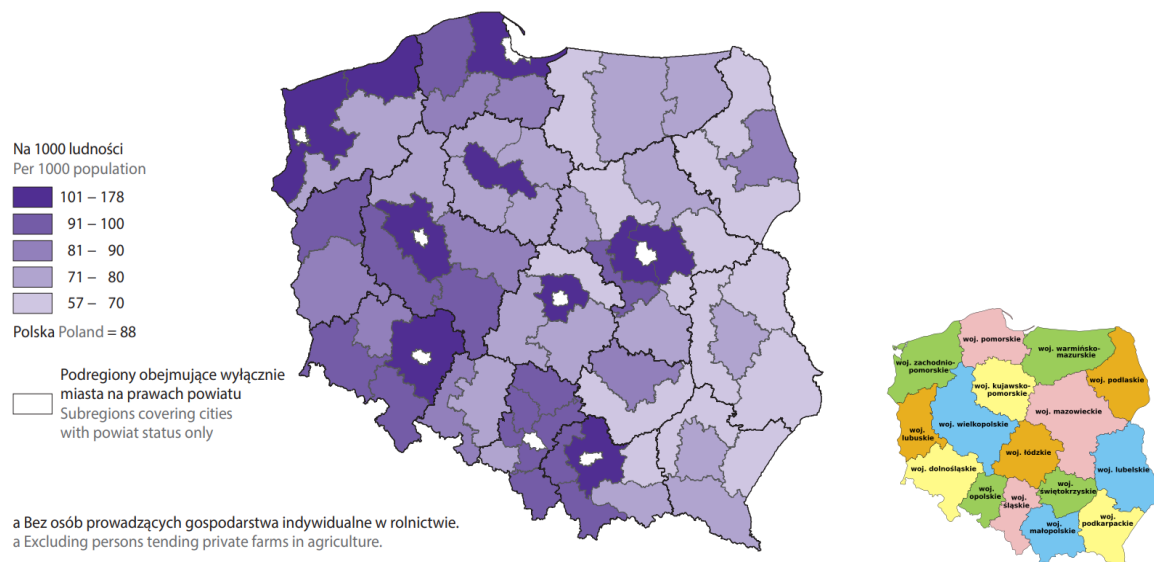 Na 1000 ludności
Per 1000 population
101 – 178
91 – 100
81 – 90
71 – 80
57 – 70
Polska Poland = 88
Podregiony obejmujące wyłącznie
miasta na prawach powiatu
Subregions covering cities
with powiat status only
a Bez osób prowadzących gospodarstwa indywidualne w rolnictwie.
a Excluding persons tending private farms in agriculture.
woj. pomorskie
woj. warmińsko-
mazurskie
woj. zachodnio-
pomorskie
woj. podlaskie
woj. kujawsko-
pomorskie
woj. mazowieckie
woj. wielkopolskie
woj.
lubuskie
woj. łódzkie
woj. lubelskie
woj. dolnośląskie
woj.
opolskie
woj.
śląskie
woj.
świętokrzyskie
woj.
małopolskie
woj.
podkarpackie